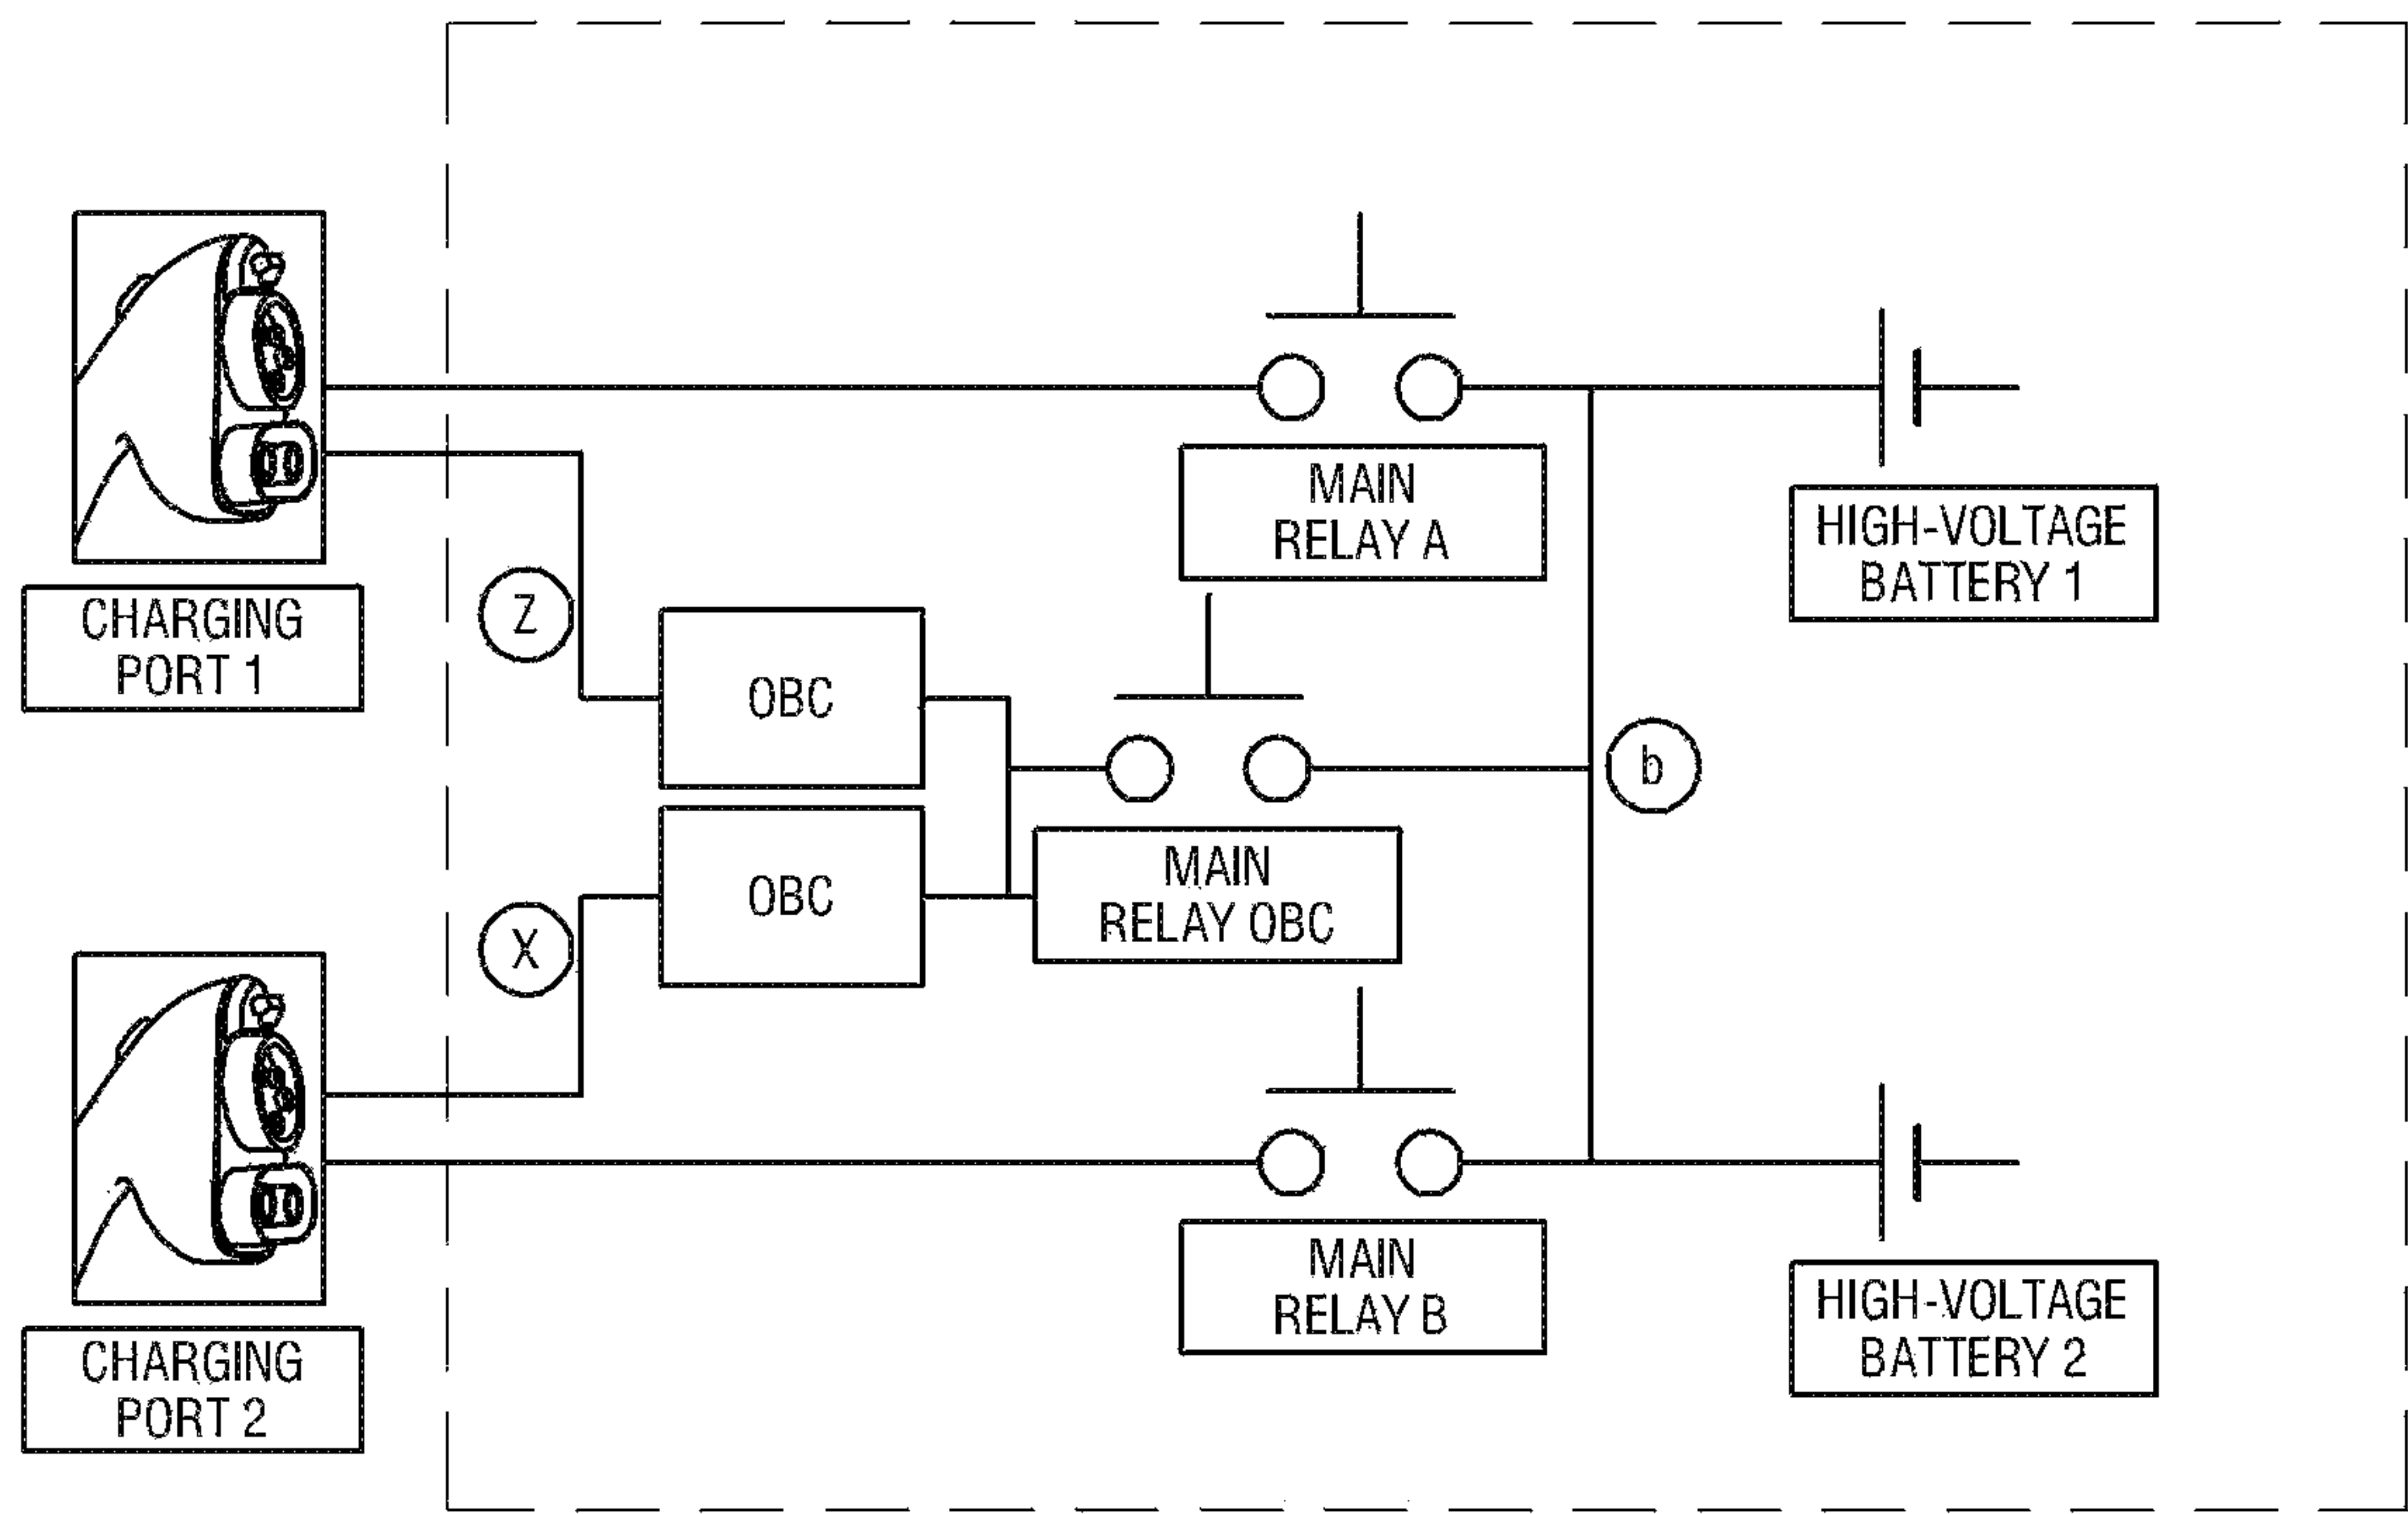 MAIN
RELAY A
HIGH-VOLTAGE
BATTERY 1
CHARGING
PORT 1
Z
OBC
b
MAIN
RELAY OBC
OBC
X
MAIN
RELAY B
HIGH-VOLTAGE
BATTERY 2
CHARGING
PORT 2